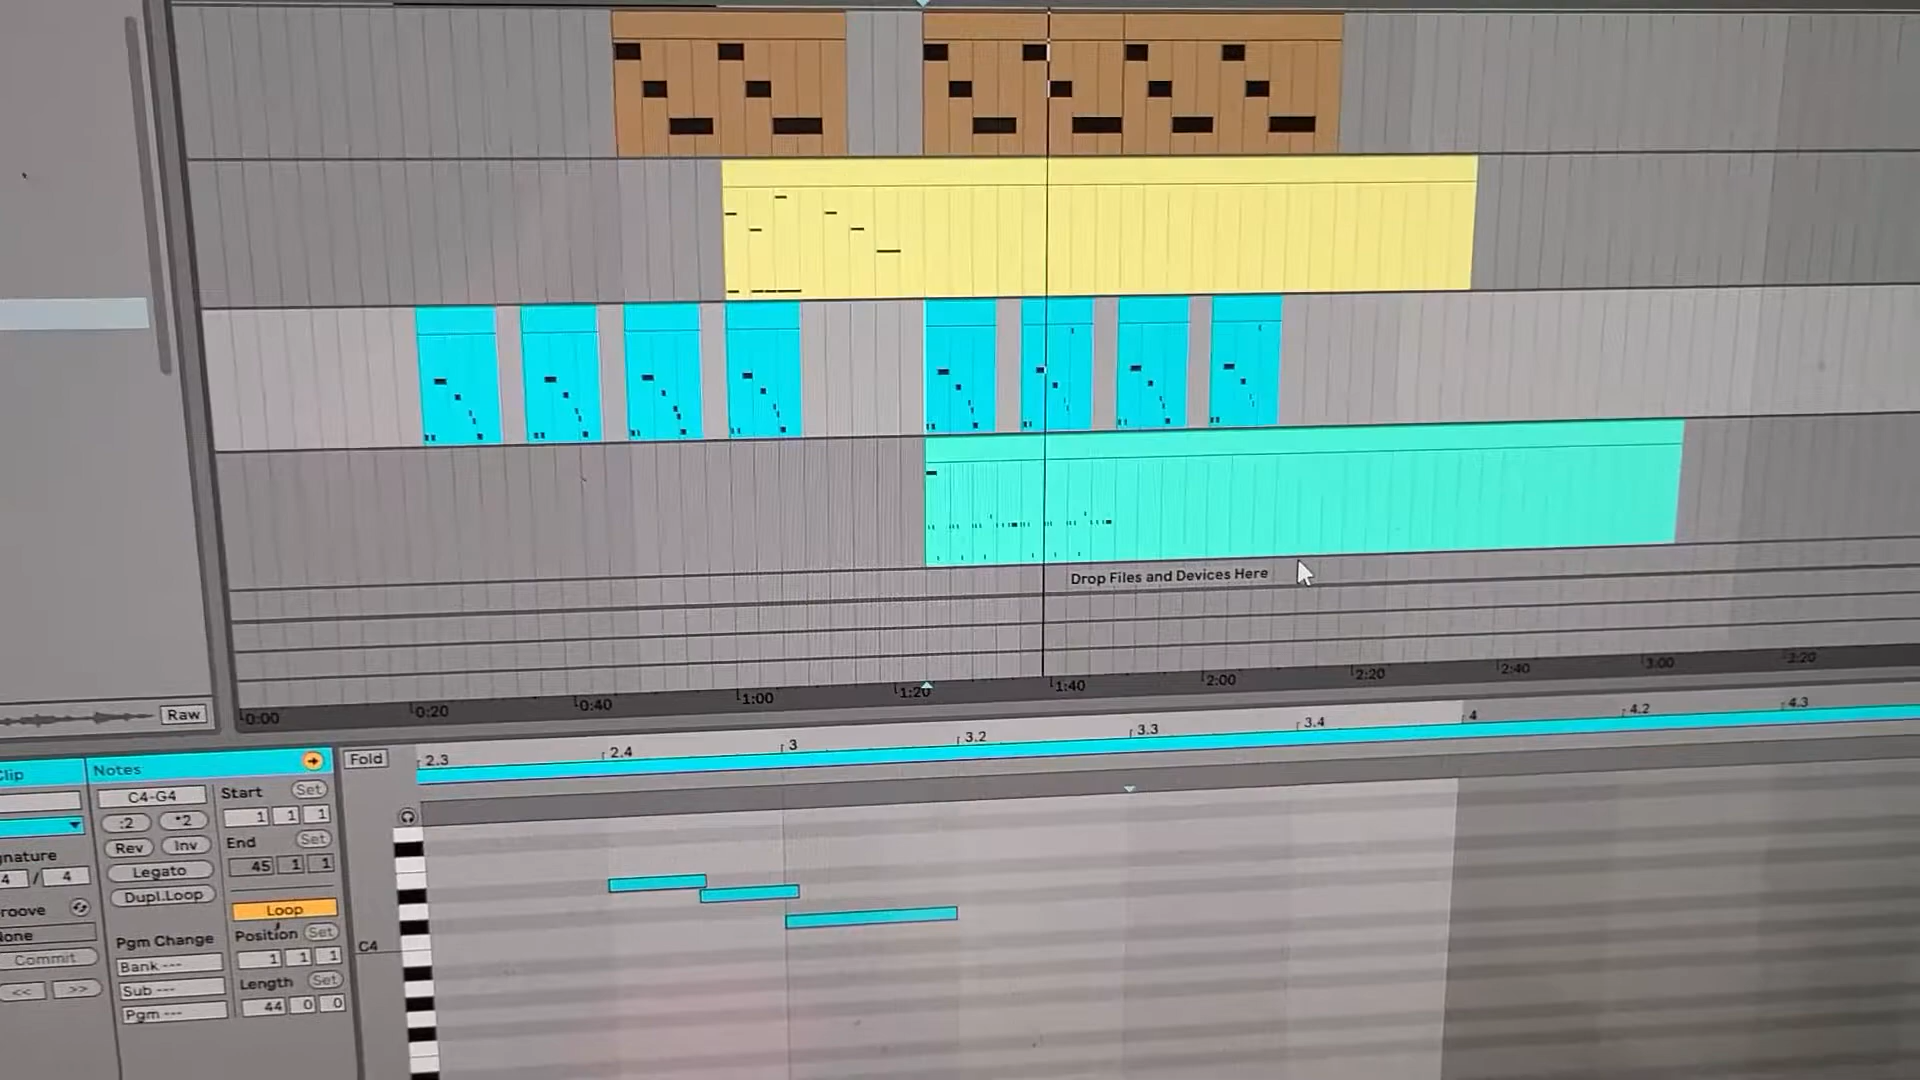 Drop Files and Devices Here
0:00
0:20
0:40
1:00
1:20
1:40
2:00
2:20
2:40
3:00
3:20
Raw
Clip
Notes
Fold
2.3
2.4
3
3.2
3.3
3.4
4
4.2
4.3
C4-G4
Start
Set
:2
*2
1 1 1
Rev
Inv
End
Set
nature
45 1 1
4 / 4
Legato
Dupl.Loop
Loop
roove
Pgm Change
Position
Set
None
Commit
Bank ---
1 1 1
Sub ---
Length
Set
<<
>>
Pgm ---
44 0 0
C4